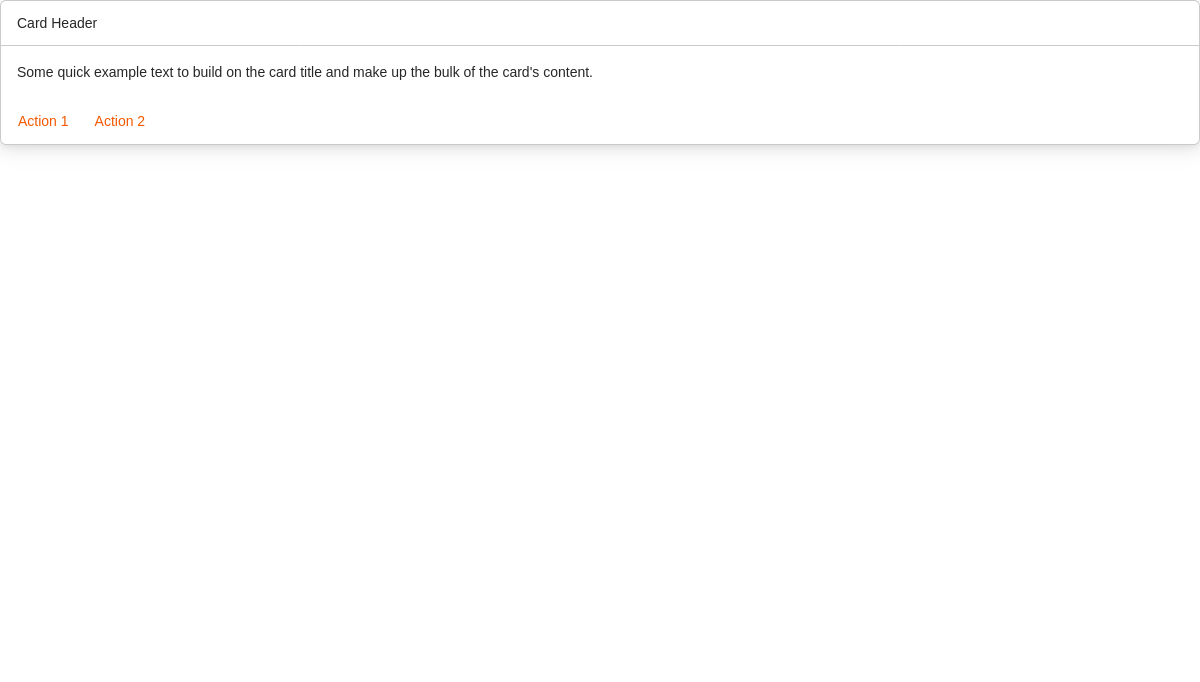 Card Header
Some quick example text to build on the card title and make up the bulk of the card's content.
Action 1 Action 2